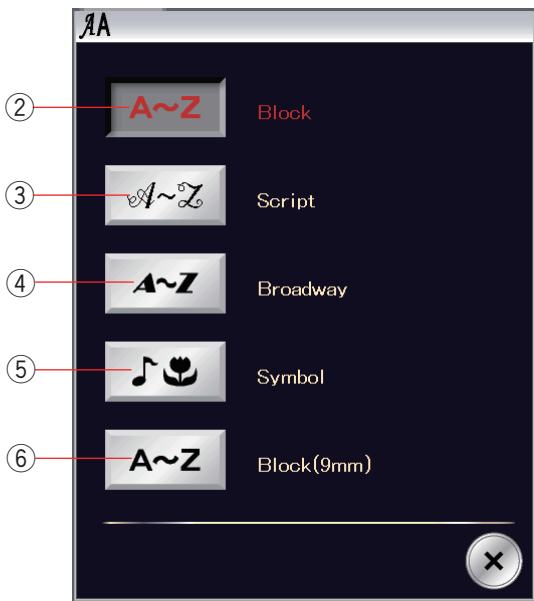 AA
② A~Z Block
③ A~Z Script
④ A~Z Broadway
⑤ Symbol
⑥ A~Z Block(9mm)
×